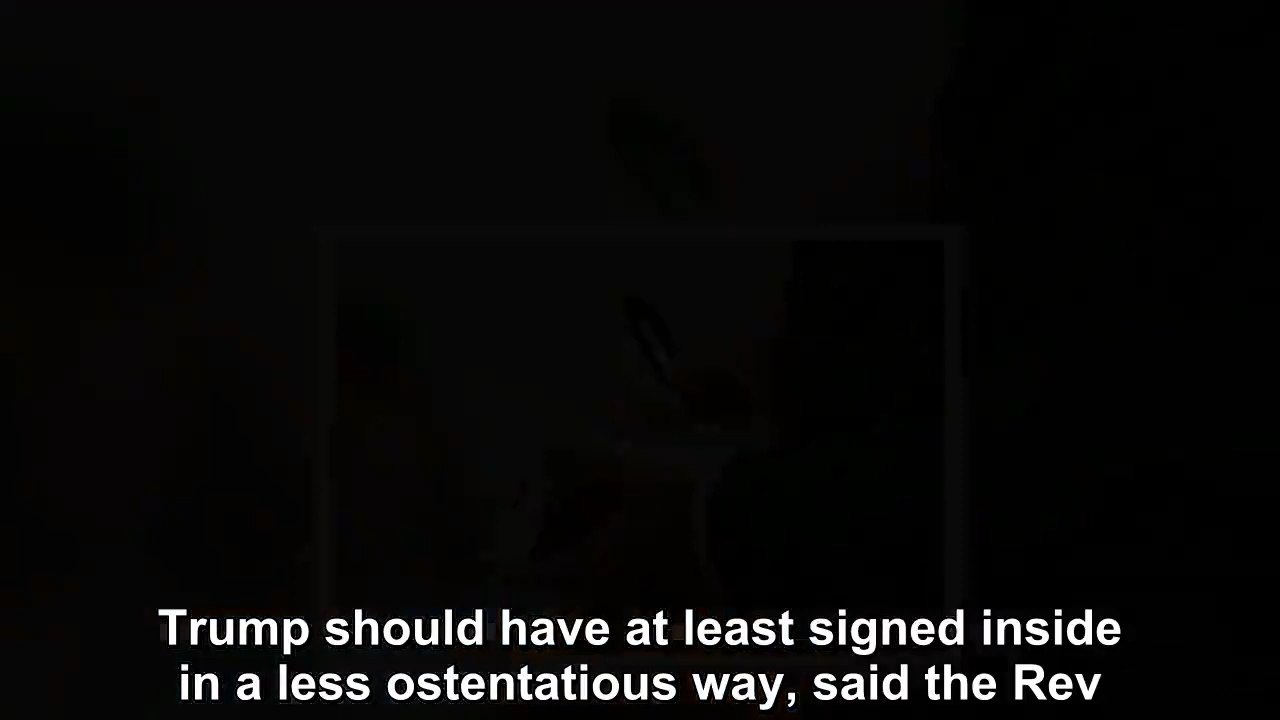 Trump should have at least signed inside
in a less ostentatious way, said the Rev